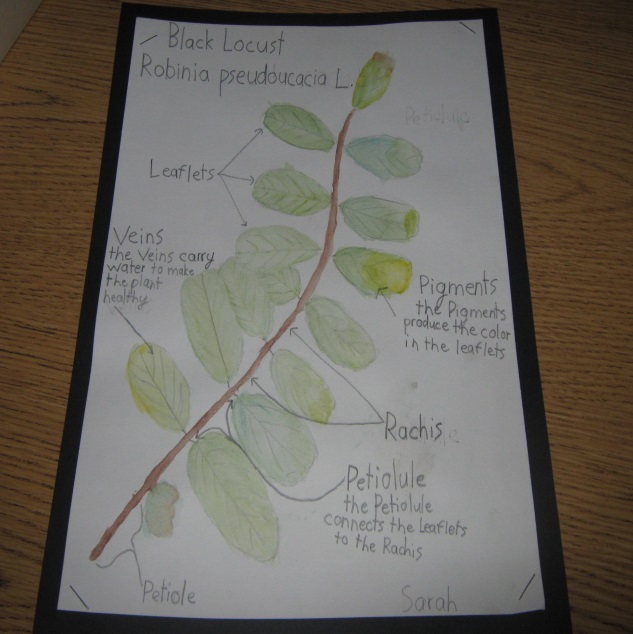 Black Locust
Robinia pseudoucacia L.
Petiolule
Leaflets
Veins
the Veins carry
water to make
the plant
healthy
Pigments
the Pigments
produce the color
in the leaflets
Rachis
Petiolule
the Petiolule
connects the Leaflets
to the Rachis
Petiole
Sarah